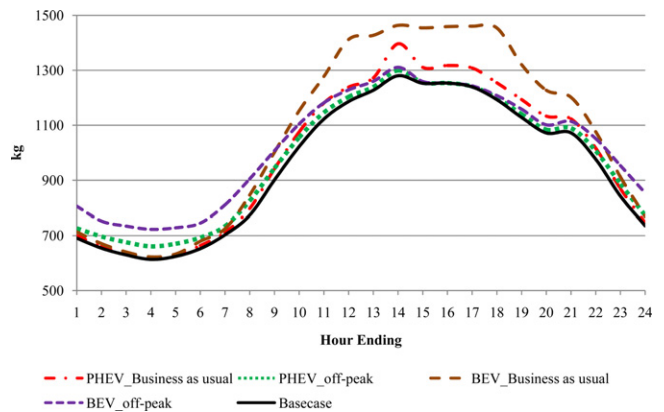 1500
1300
1100
900
700
500
kg
1 2 3 4 5 6 7 8 9 10 11 12 13 14 15 16 17 18 19 20 21 22 23 24
Hour Ending
PHEV_Business as usual PHEV_off-peak BEV_Business as usual
BEV_off-peak Basecase